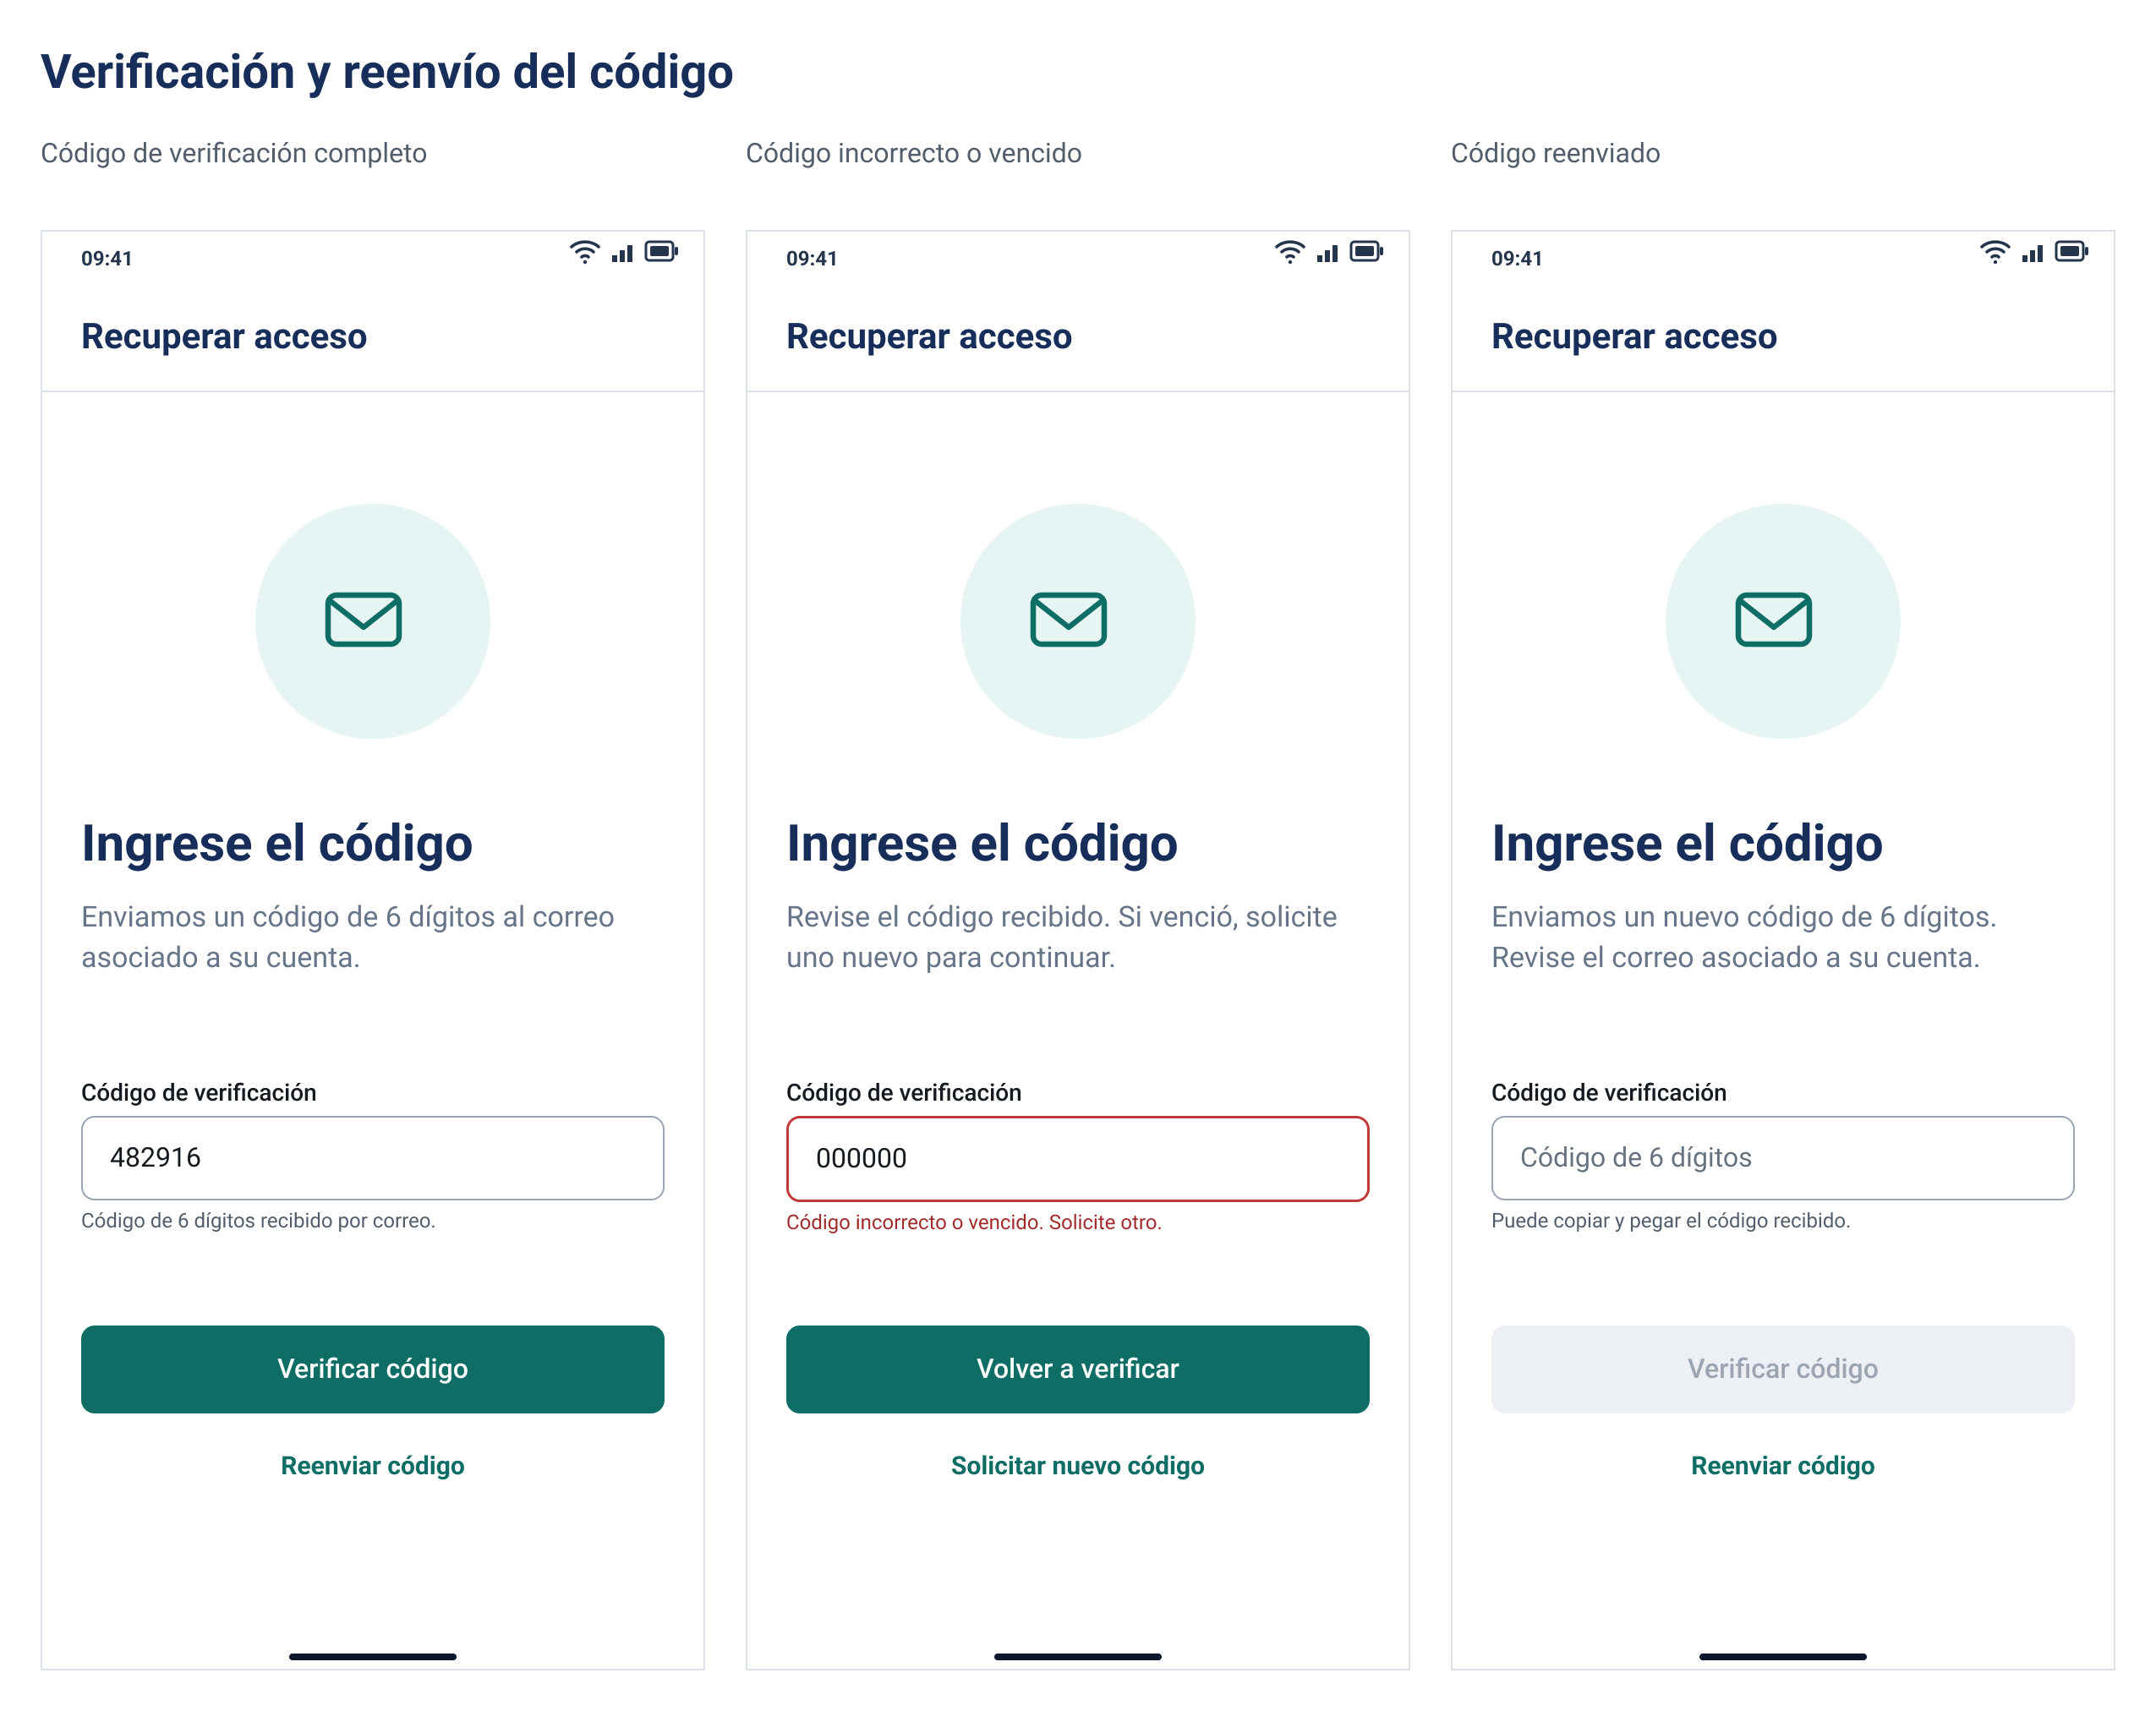 Verificación y reenvío del código
Código de verificación completo
09:41
Recuperar acceso
Ingrese el código
Enviamos un código de 6 dígitos al correo
asociado a su cuenta.
Código de verificación
482916
Código de 6 dígitos recibido por correo.
Verificar código
Reenviar código
Código incorrecto o vencido
09:41
Recuperar acceso
Ingrese el código
Revise el código recibido. Si venció, solicite
uno nuevo para continuar.
Código de verificación
000000
Código incorrecto o vencido. Solicite otro.
Volver a verificar
Solicitar nuevo código
Código reenviado
09:41
Recuperar acceso
Ingrese el código
Enviamos un nuevo código de 6 dígitos.
Revise el correo asociado a su cuenta.
Código de verificación
Código de 6 dígitos
Puede copiar y pegar el código recibido.
Verificar código
Reenviar código